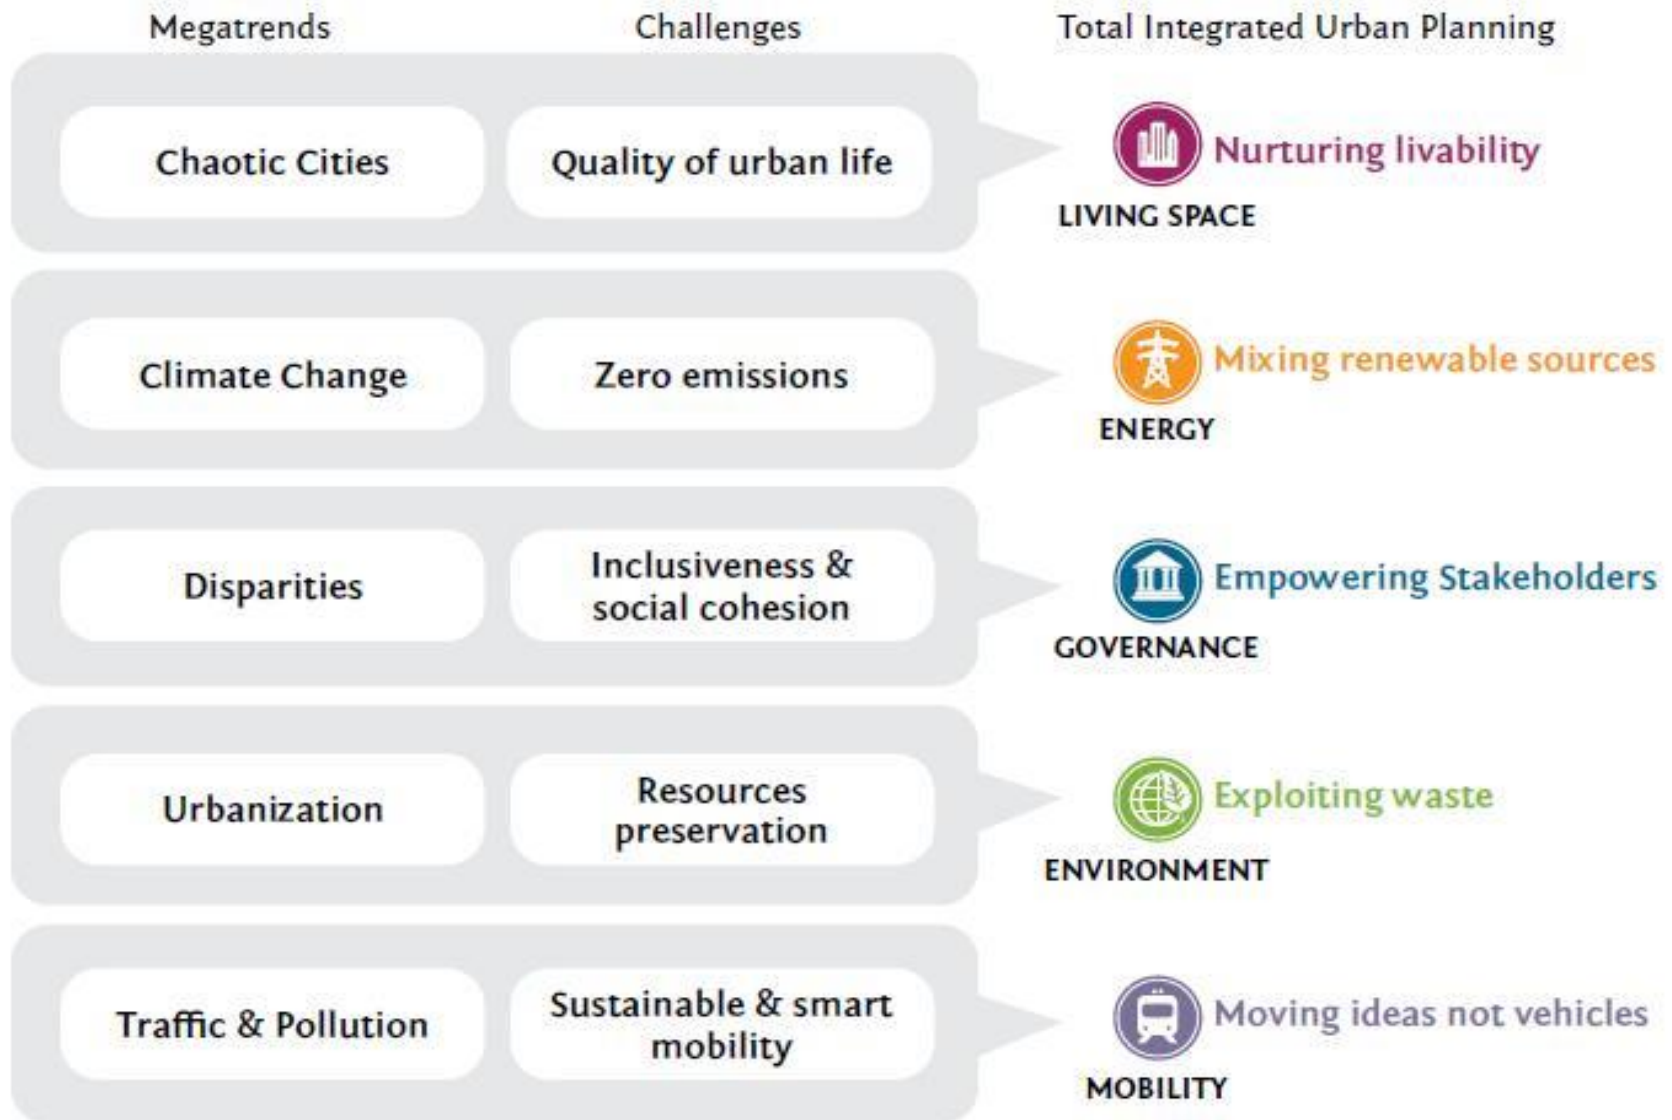 Megatrends
Challenges
Total Integrated Urban Planning
Chaotic Cities
Quality of urban life
Nurturing livability
LIVING SPACE
Climate Change
Zero emissions
Mixing renewable sources
ENERGY
Disparities
Inclusiveness &
social cohesion
Empowering Stakeholders
GOVERNANCE
Urbanization
Resources
preservation
Exploiting waste
ENVIRONMENT
Traffic & Pollution
Sustainable & smart
mobility
Moving ideas not vehicles
MOBILITY